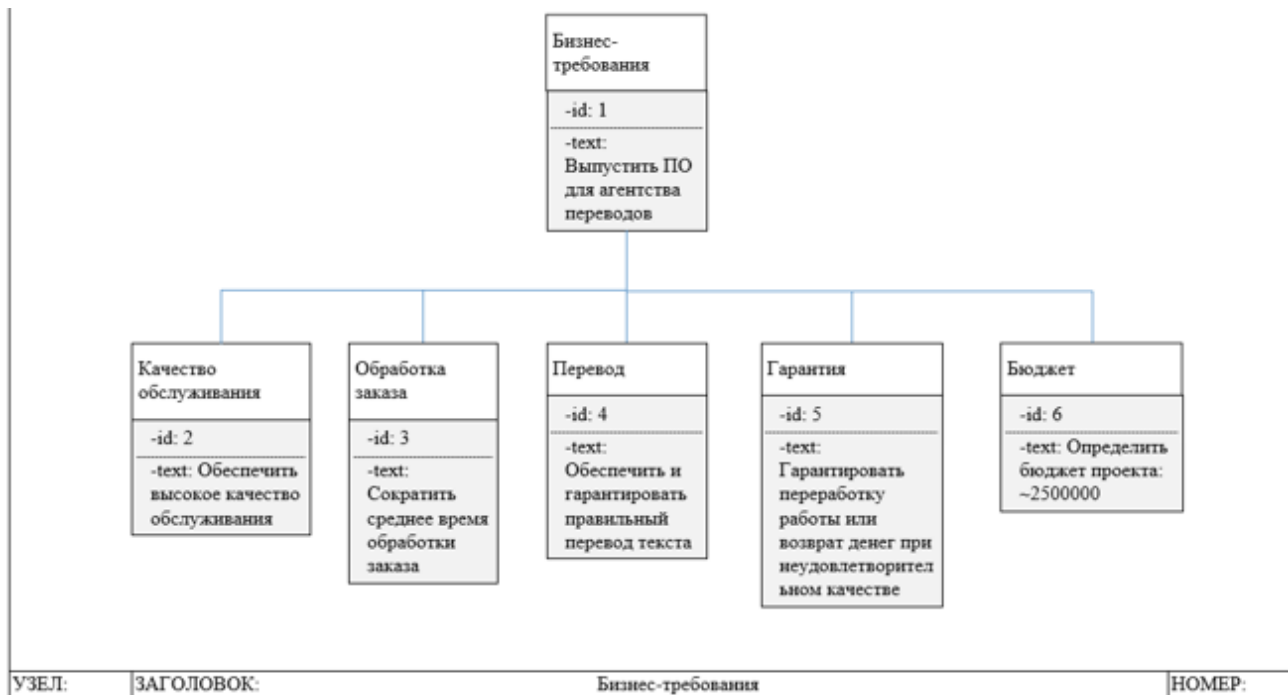 Бизнес-
требования
-id: 1
-text:
Выпустить ПО
для агентства
переводов
Качество
обслуживания
-id: 2
-text: Обеспечить
высокое качество
обслуживания
Обработка
заказа
-id: 3
-text:
Сократить
среднее время
обработки
заказа
Перевод
-id: 4
-text:
Обеспечить и
гарантировать
правильный
перевод текста
Гарантия
-id: 5
-text:
Гарантировать
переработку
работы или
возврат денег при
неудовлетворител
ьном качестве
Бюджет
-id: 6
-text: Определить
бюджет проекта:
~2500000
УЗЕЛ:
ЗАГОЛОВОК:
Бизнес-требования
НОМЕР: